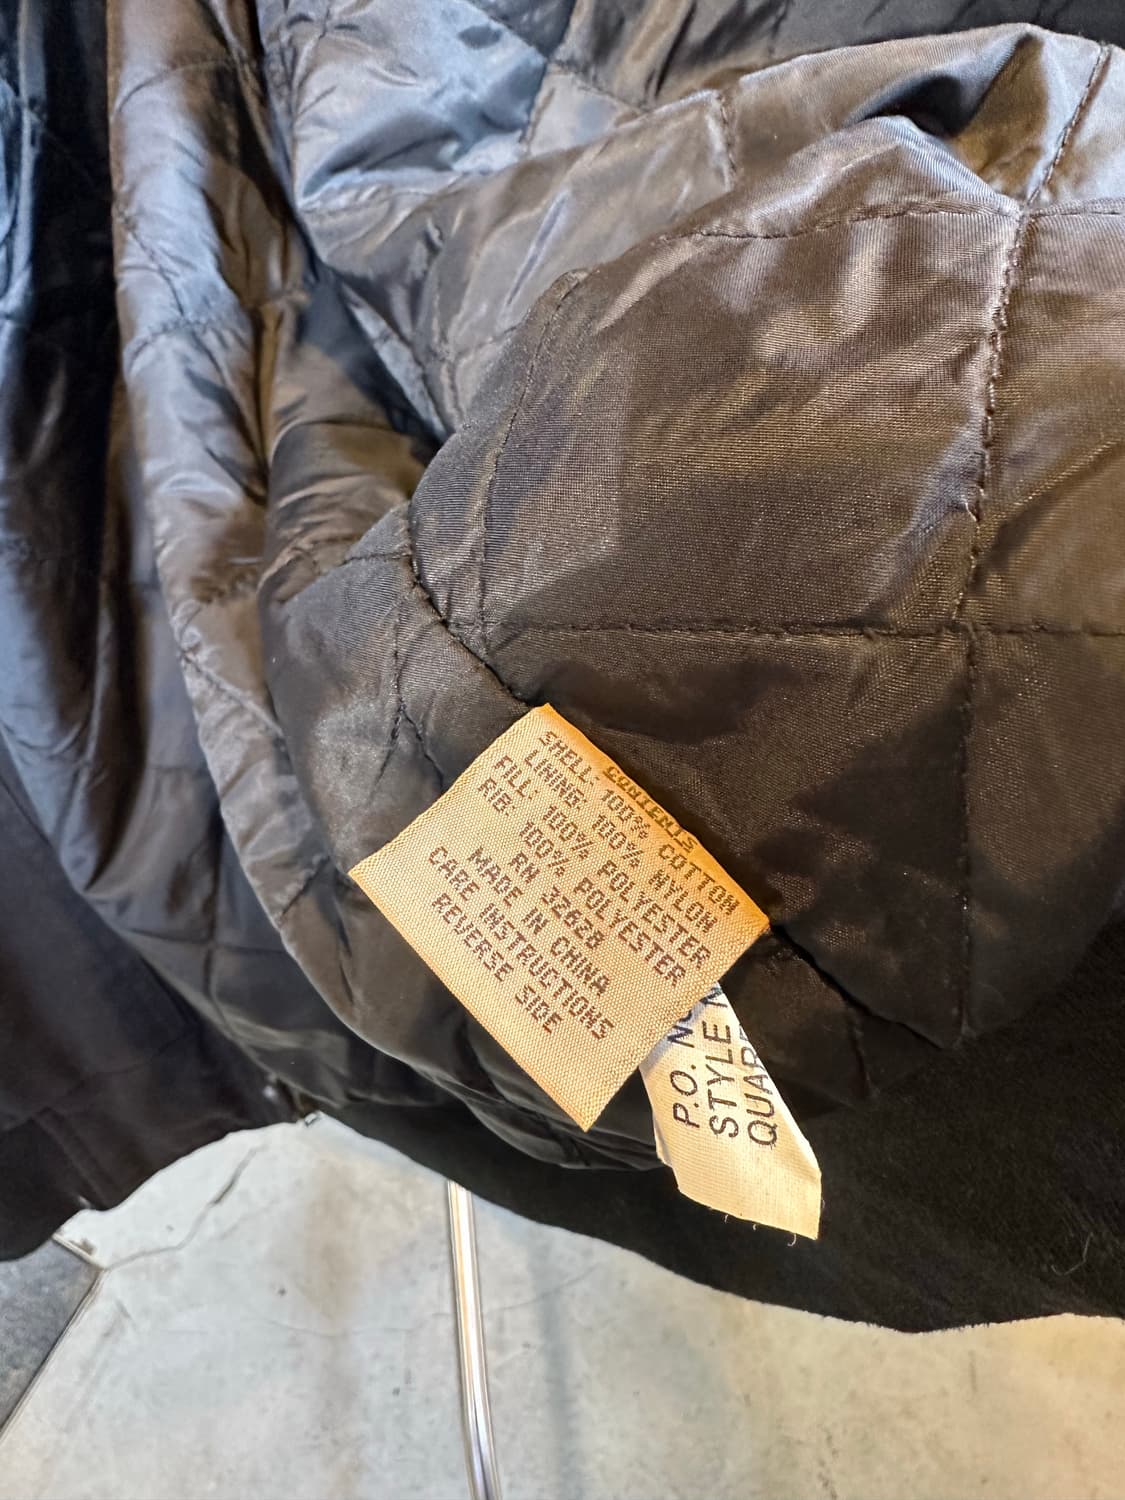 CONTENTS
SHELL: 100% COTTON
LINING: 100% NYLON
FILL: 100% POLYESTER
RIB: 100% POLYESTER
RN 32628
MADE IN CHINA
CARE INSTRUCTIONS
REVERSE SIDE
P.O.
STYLE